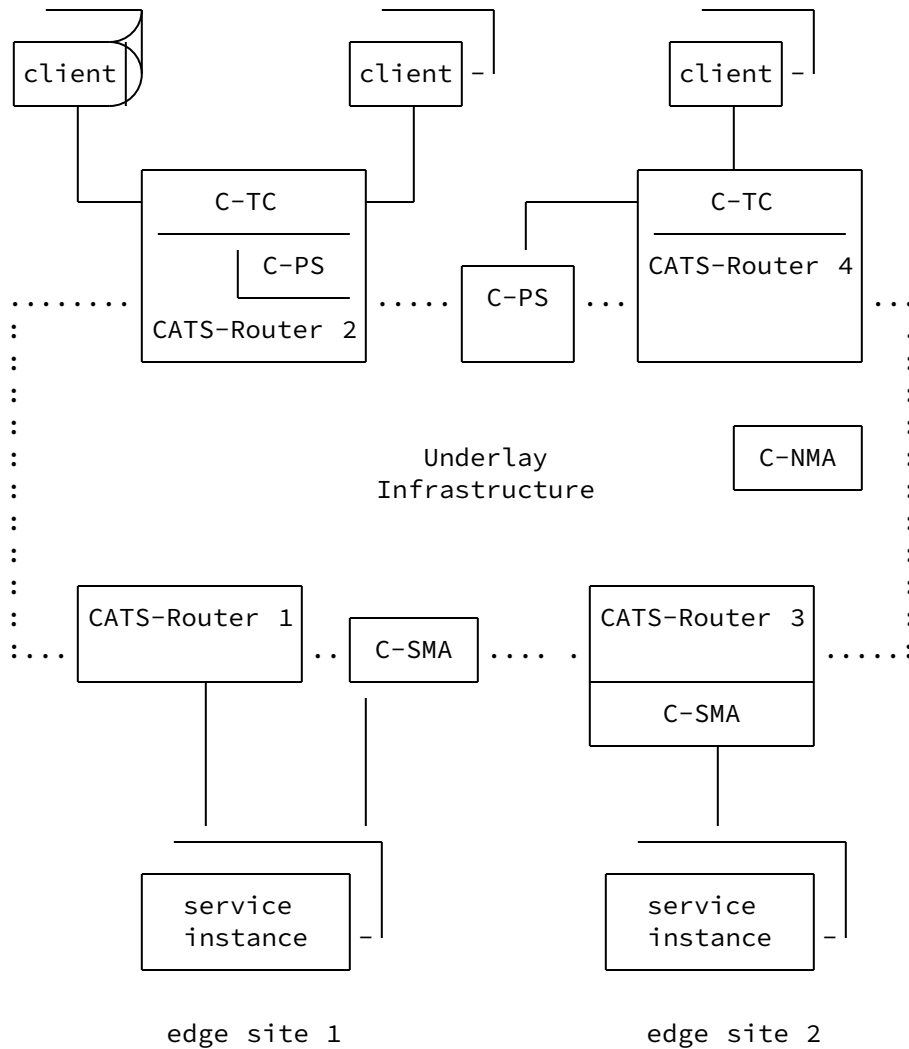 client client client
C-TC C-TC
C-PS CATS-Router 4
C-PS
CATS-Router 2
Underlay C-NMA
Infrastructure
CATS-Router 1 CATS-Router 3
C-SMA
C-SMA
service service
instance instance
edge site 1 edge site 2